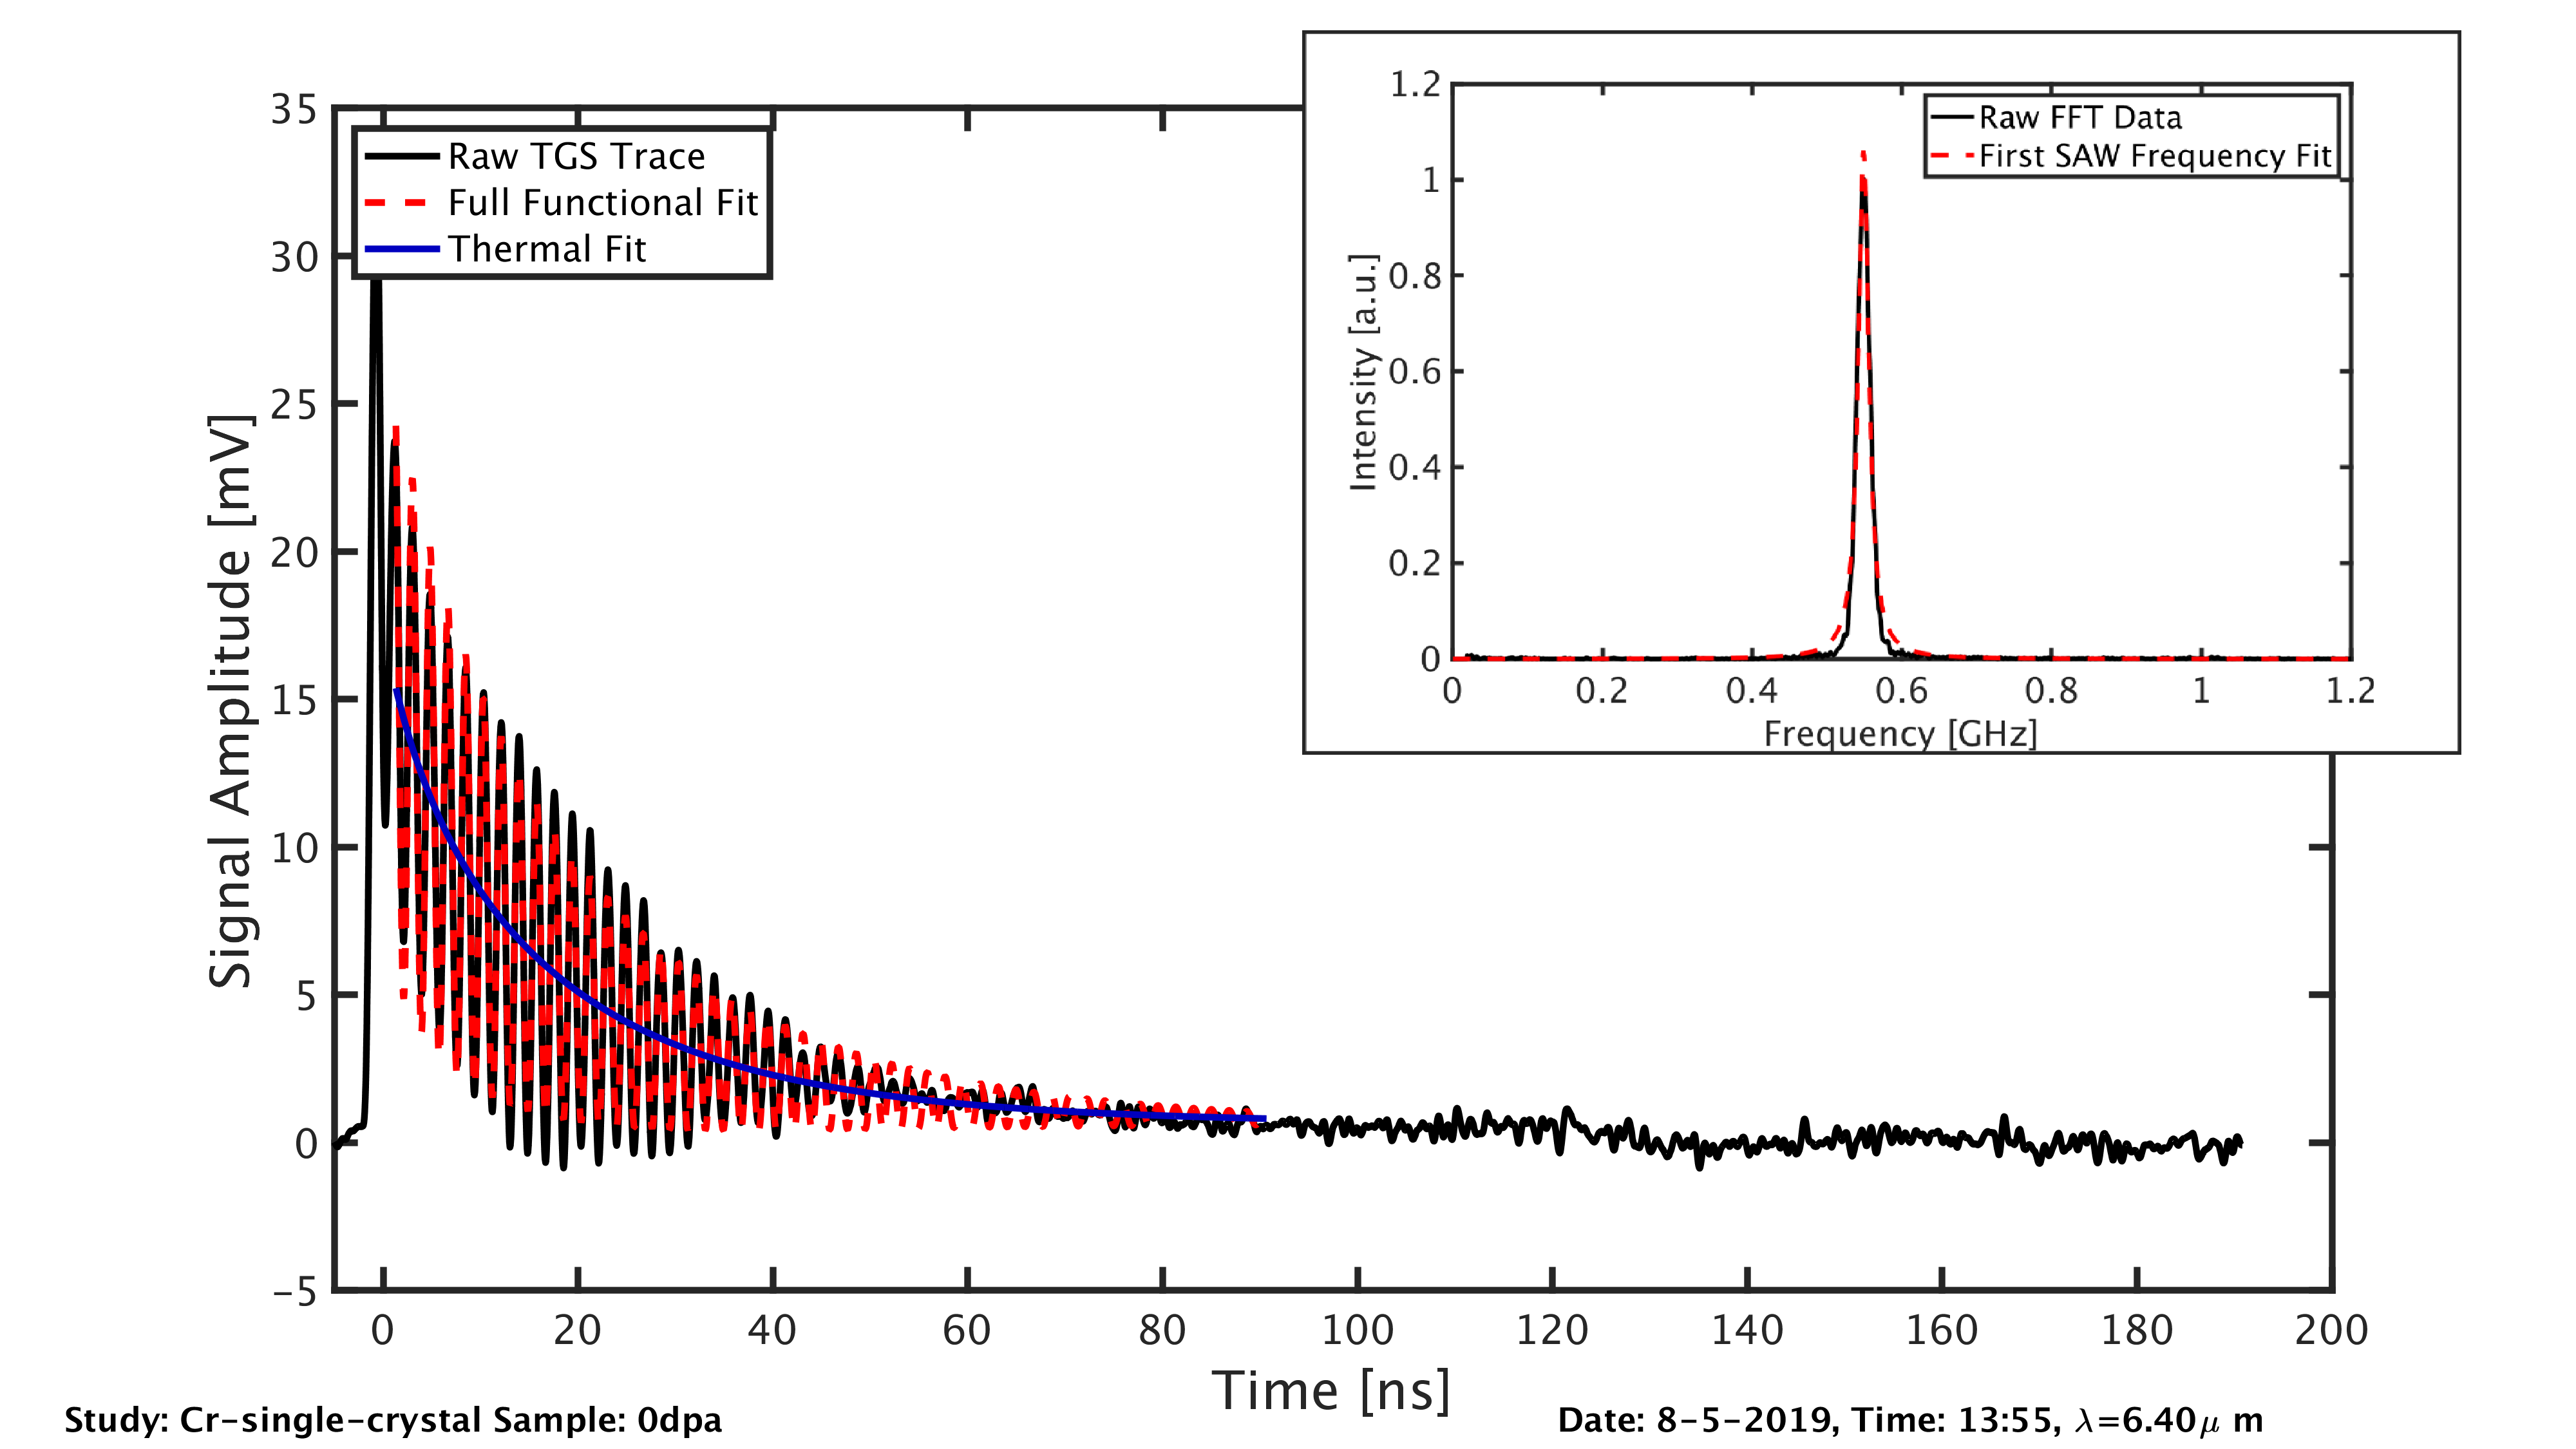 35
30
25
20
15
10
5
0
-5
Signal Amplitude [mV]
Raw TGS Trace
Full Functional Fit
Thermal Fit
0 20 40 60 80 100 120 140 160 180 200
Time [ns]
1.2
1
0.8
0.6
0.4
0.2
0
Intensity [a.u.]
Raw FFT Data
First SAW Frequency Fit
0 0.2 0.4 0.6 0.8 1 1.2
Frequency [GHz]
Study: Cr-single-crystal Sample: 0dpa
Date: 8-5-2019, Time: 13:55, λ=6.40μ m